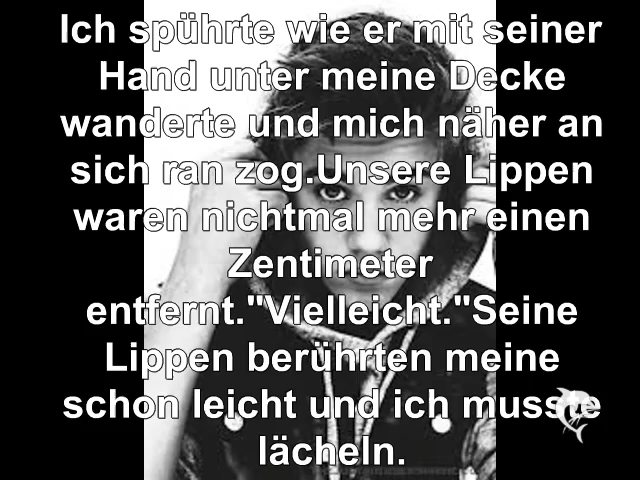 Ich spührte wie er mit seiner
Hand unter meine Decke
wanderte und mich näher an
sich ran zog.Unsere Lippen
waren nichtmal mehr einen
Zentimeter
entfernt."Vielleicht."Seine
Lippen berührten meine
schon leicht und ich musste
lächeln.